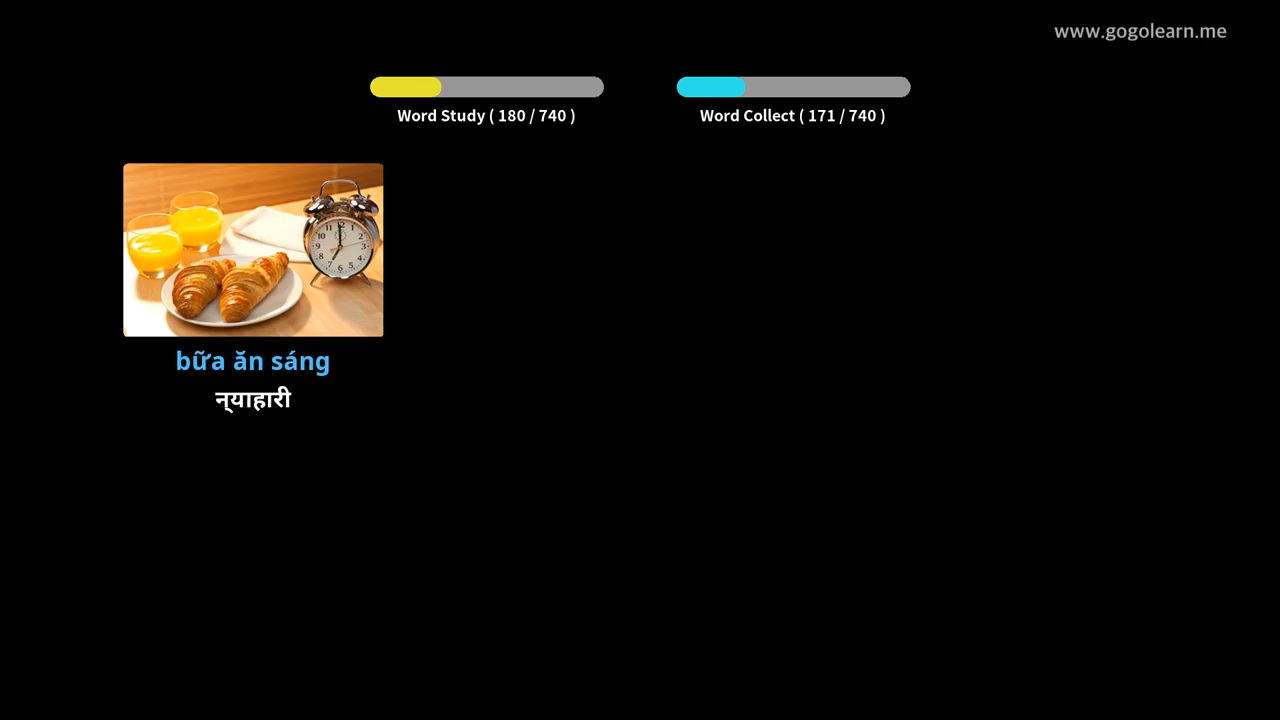 www.gogolearn.me
Word Study ( 180 / 740 )
Word Collect ( 171 / 740 )
bữa ăn sáng
न्‍याहारी